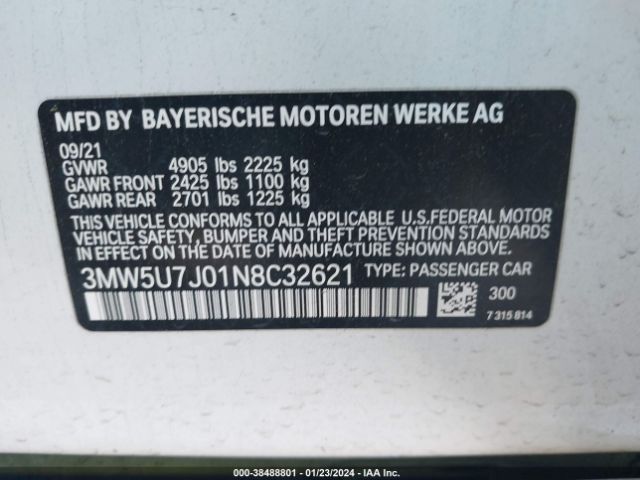 MFD BY BAYERISCHE MOTOREN WERKE AG
09/21
GVWR 4905 lbs 2225 kg
GAWR FRONT 2425 lbs 1100 kg
GAWR REAR 2701 lbs 1225 kg
THIS VEHICLE CONFORMS TO ALL APPLICABLE U.S.FEDERAL MOTOR
VEHICLE SAFETY, BUMPER AND THEFT PREVENTION STANDARDS
IN EFFECT ON THE DATE OF MANUFACTURE SHOWN ABOVE.
3MW5U7J01N8C32621 TYPE: PASSENGER CAR
300
7 315 814
000-38488801 - 01/23/2024 - IAA Inc.